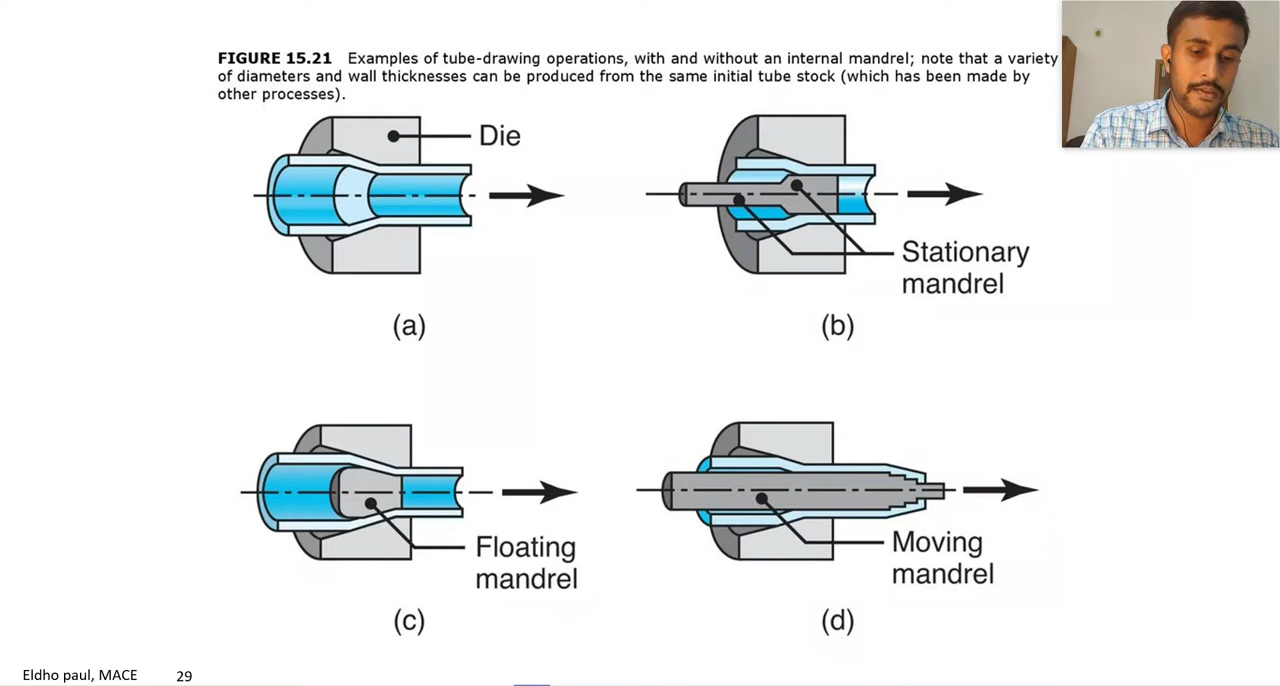 FIGURE 15.21 Examples of tube-drawing operations, with and without an internal mandrel; note that a variety
of diameters and wall thicknesses can be produced from the same initial tube stock (which has been made by
other processes).
Die
Stationary
mandrel
(a)
(b)
Floating
mandrel
Moving
mandrel
(c)
(d)
Eldho paul, MACE 29